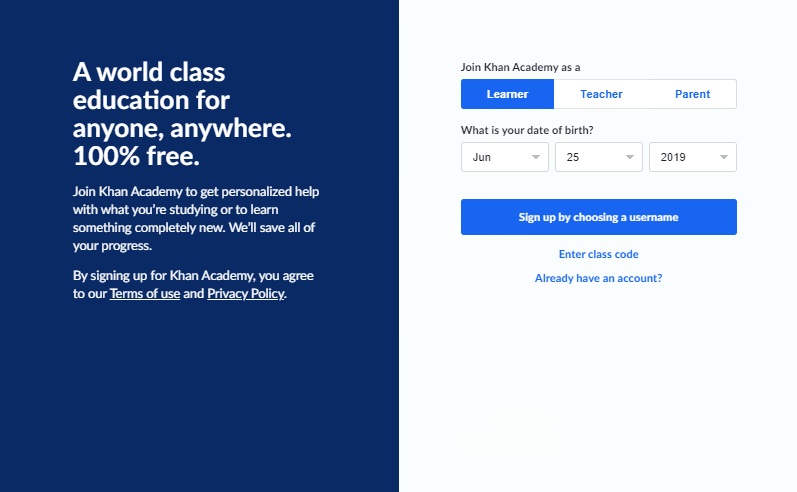 A world class
education for
anyone, anywhere.
100% free.
Join Khan Academy to get personalized help
with what you’re studying or to learn
something completely new. We’ll save all of
your progress.
By signing up for Khan Academy, you agree
to our Terms of use and Privacy Policy.
Join Khan Academy as a
Learner Teacher Parent
What is your date of birth?
Jun 25 2019
Sign up by choosing a username
Enter class code
Already have an account?